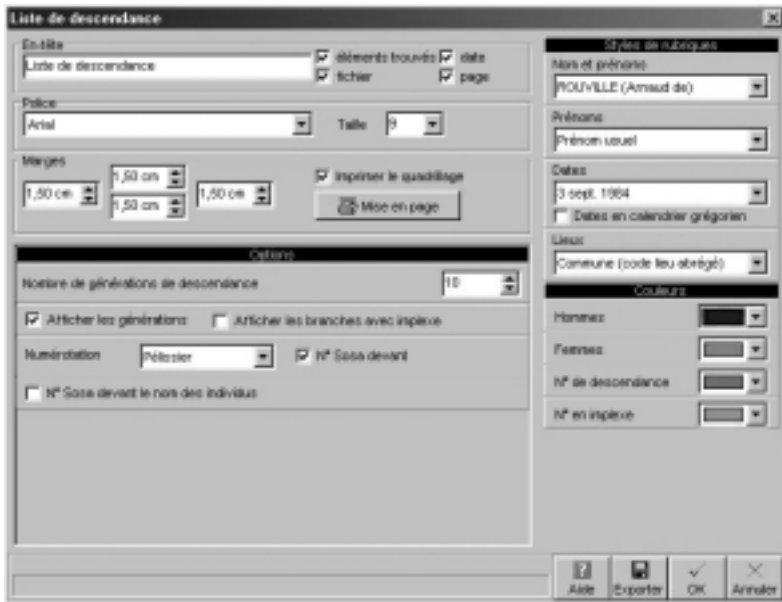 Liste de descendance
En-tête
Liste de descendance
éléments trouvés
date
fichier
page
Police
Arial
Taille
9
Marges
1,50 cm
1,50 cm
1,50 cm
1,50 cm
Imprimer le quadrillage
Mise en page
Options
Nombre de générations de descendance
10
Afficher les générations
Afficher les branches avec implexe
Numérotation
Pélissier
N° Sosa devant
N° Sosa devant le nom des individus
Styles de rubriques
Nom et prénoms
ROUVILLE (Arnaud de)
Prénoms
Prénom usuel
Dates
3 sept. 1984
Dates en calendrier grégorien
Lieux
Commune (code lieu abrégé)
Couleurs
Hommes
Femmes
N° de descendance
N° en implexe
Aide
Exporter
OK
Annuler